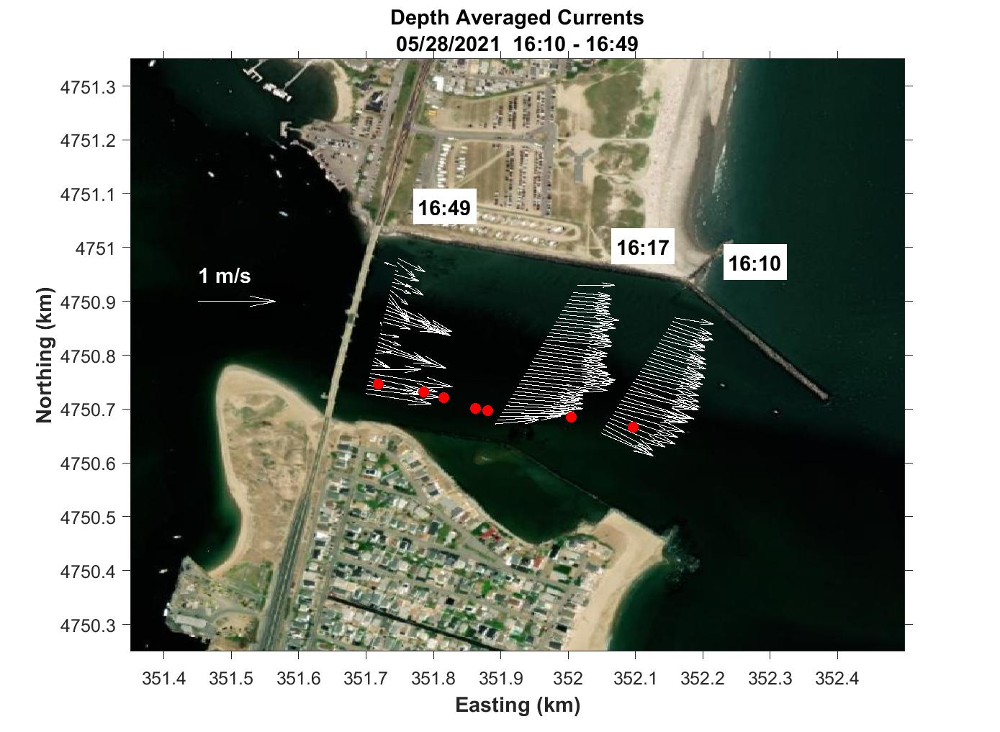 Depth Averaged Currents
05/28/2021 16:10 - 16:49
4751.3
4751.2
4751.1
4751
4750.9
4750.8
4750.7
4750.6
4750.5
4750.4
4750.3
Northing (km)
16:49
16:17
16:10
1 m/s
351.4 351.5 351.6 351.7 351.8 351.9 352 352.1 352.2 352.3 352.4
Easting (km)